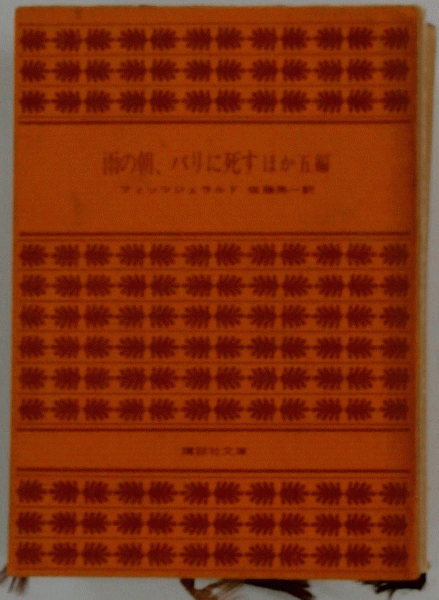 雨の朝、パリに死すほか五編
フィッツジェラルド 佐藤亮一訳
講談社文庫